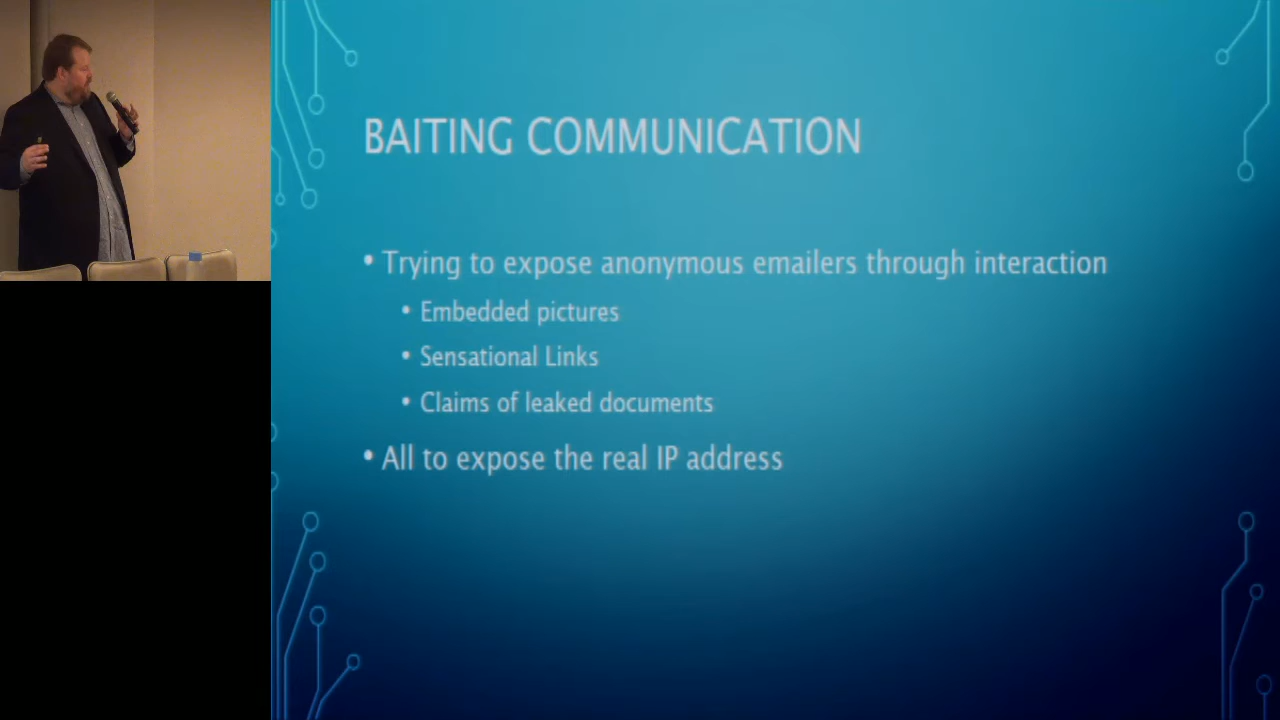 BAITING COMMUNICATION
• Trying to expose anonymous emailers through interaction
• Embedded pictures
• Sensational Links
• Claims of leaked documents
• All to expose the real IP address